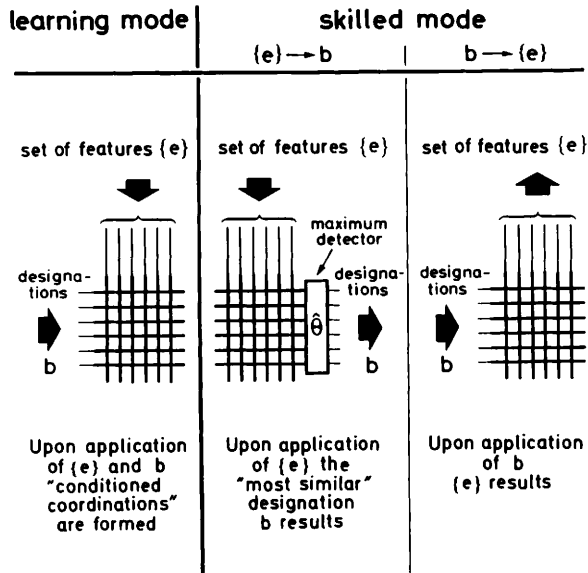 learning mode
skilled mode
{e} → b
b → {e}
set of features {e}
designa-
tions
b
Upon application
of {e} and b
"conditioned
coordinations"
are formed
set of features {e}
maximum
detector
designa-
tions
Θ̂
b
Upon application
of {e} the
"most similar"
designation
b results
set of features {e}
designa-
tions
b
Upon application
of b
{e} results